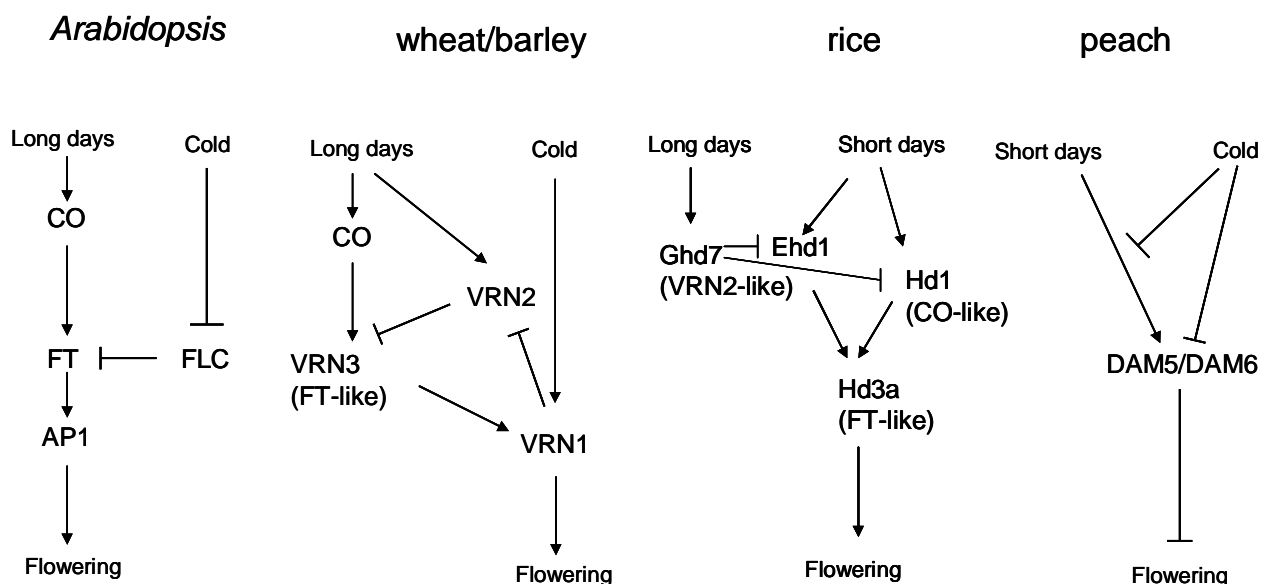 Arabidopsis
Long days
Cold
CO
FT
FLC
AP1
Flowering
wheat/barley
Long days
Cold
CO
VRN2
VRN3
(FT-like)
VRN1
Flowering
rice
Long days
Short days
Ghd7
(VRN2-like)
Ehd1
Hd1
(CO-like)
Hd3a
(FT-like)
Flowering
peach
Short days
Cold
DAM5/DAM6
Flowering